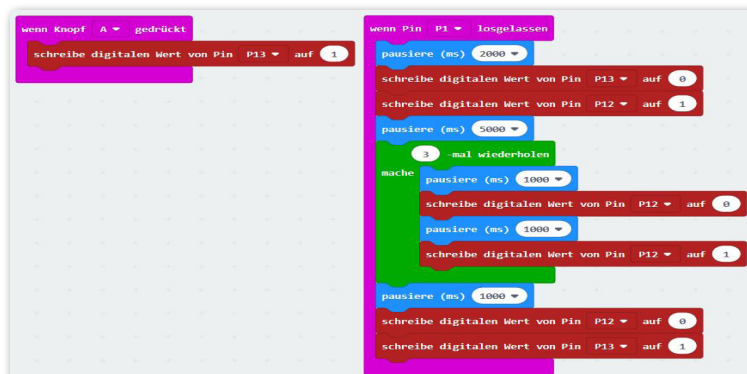 wenn Knopf A gedrückt
schreibe digitalen Wert von Pin P13 auf 1
wenn Pin P1 losgelassen
pausiere (ms) 2000
schreibe digitalen Wert von Pin P13 auf 0
schreibe digitalen Wert von Pin P12 auf 1
pausiere (ms) 5000
3 -mal wiederholen
mache
pausiere (ms) 1000
schreibe digitalen Wert von Pin P12 auf 0
pausiere (ms) 1000
schreibe digitalen Wert von Pin P12 auf 1
pausiere (ms) 1000
schreibe digitalen Wert von Pin P12 auf 0
schreibe digitalen Wert von Pin P13 auf 1